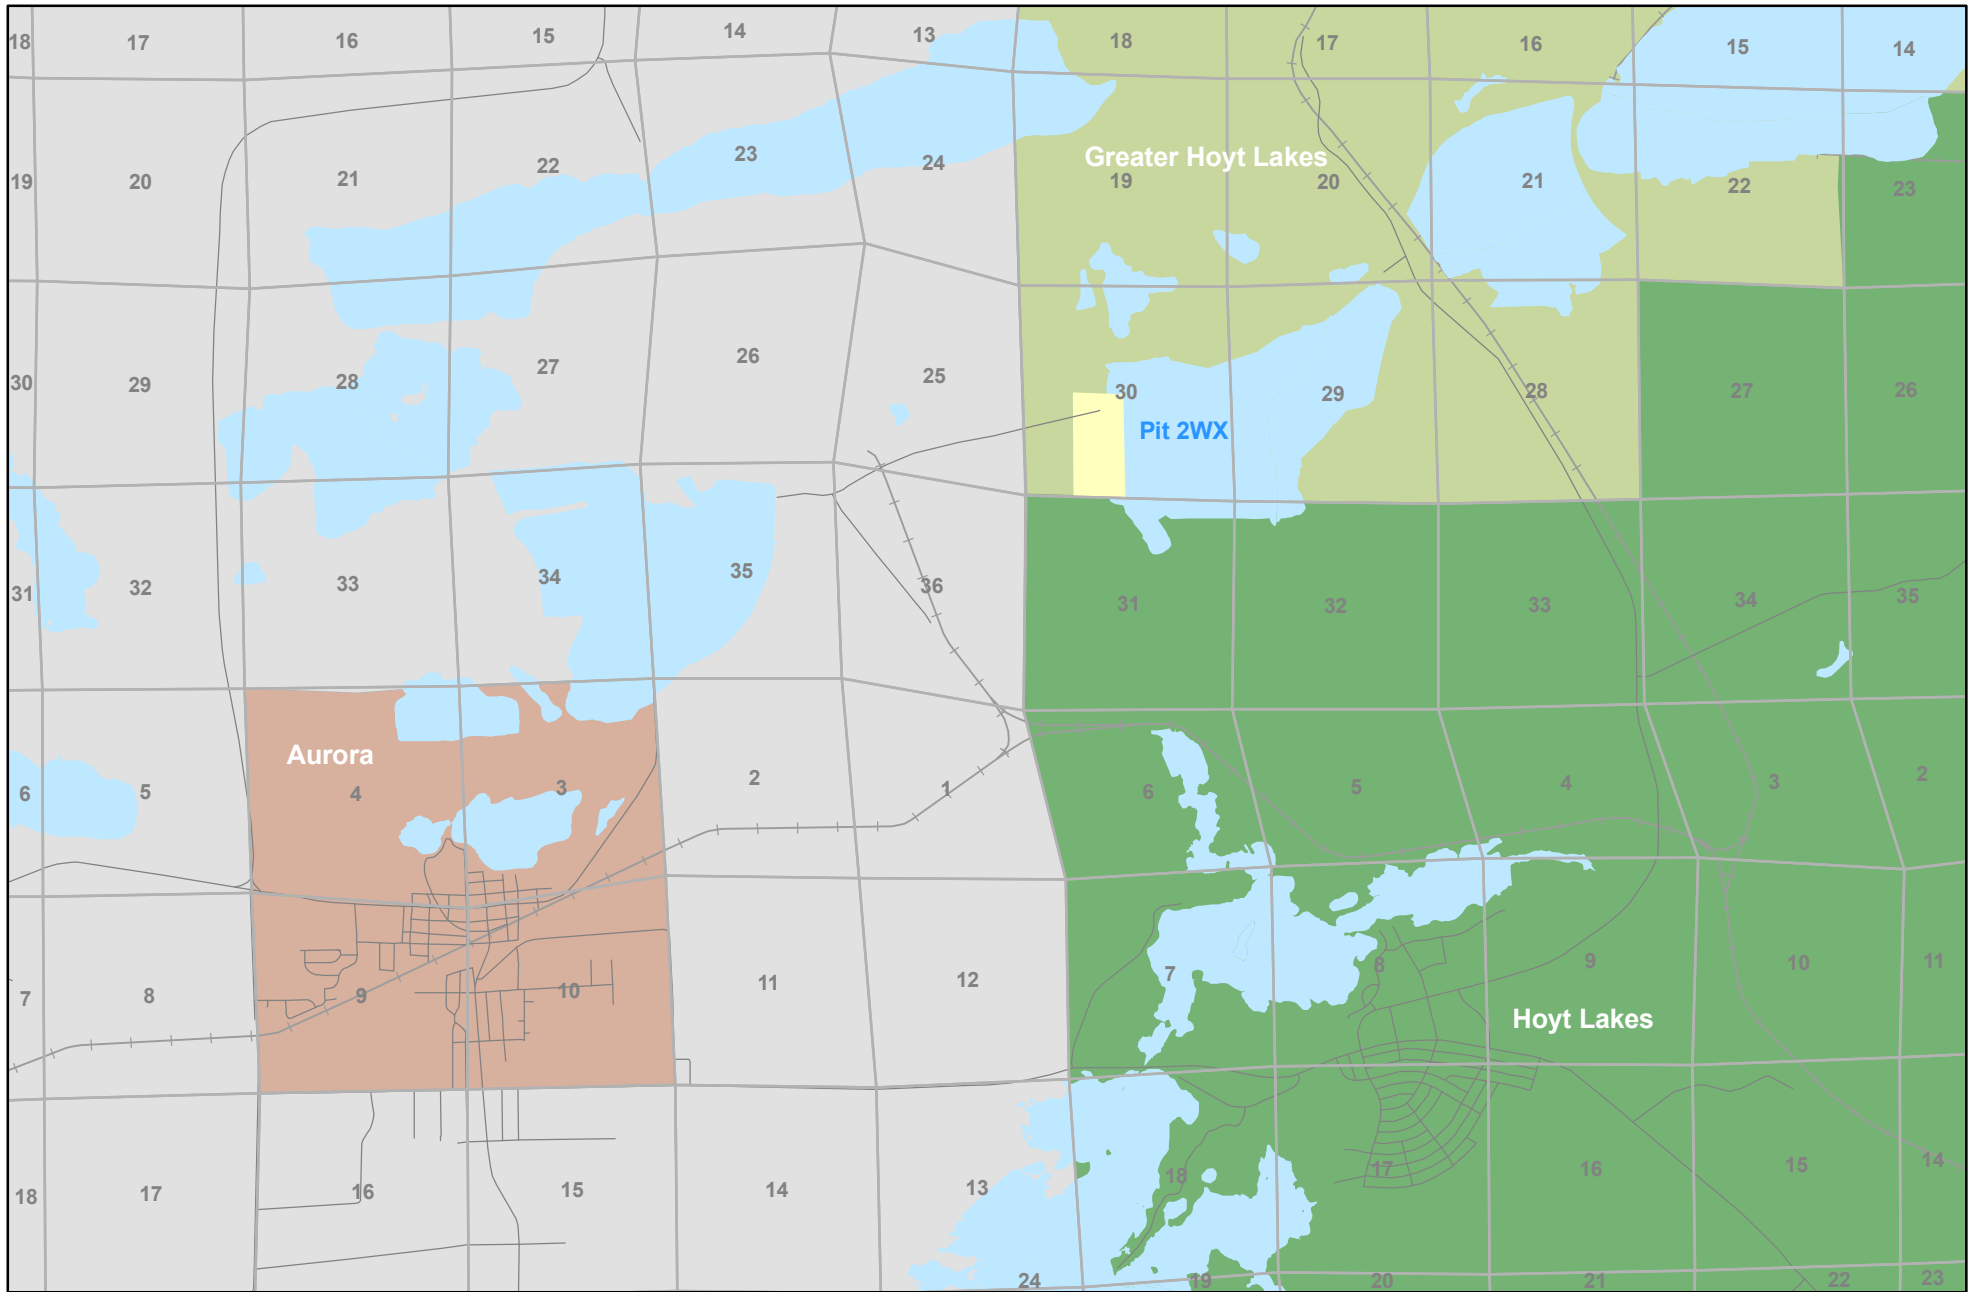 18 17 16 15 14 13 18 17 16 15 14
Greater Hoyt Lakes
19 20 21 22 23 24 19 20 21 22 23
30 29 28 27 26 25 30 29 28 27 26
Pit 2WX
31 32 33 34 35 36 31 32 33 34 35
Aurora
6 5 4 3 2 1 6 5 4 3 2
7 8 9 10 11 12 7 8 9 10 11
Hoyt Lakes
18 17 16 15 14 13 18 17 16 15 14
24 19 20 21 22 23